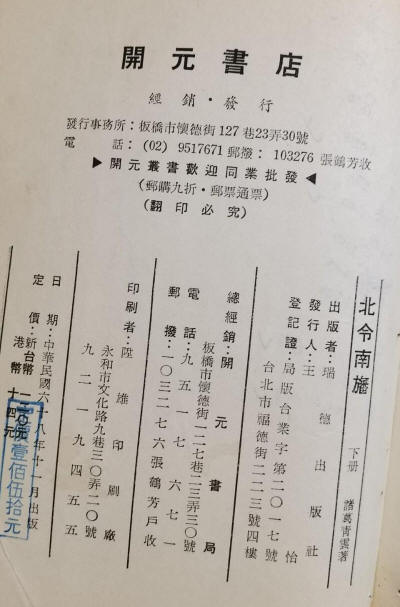 開元書店
經銷·發行
發行事務所:板橋市懷德街127巷23弄30號
電話:(02) 9517671 郵撥:103276 張鶴芳收
▶開元叢書歡迎同業批發◀
(郵購九折·郵票通票)
(翻印必究)
北令南旛 下册 諸葛青雲著
出版者:瑞德出版社
發行人:王怡
登記證:局版台業字第二〇一七號
台北市福德街二二三號四樓
總經銷:開元書局
板橋市懷德街一二七巷二三弄三〇號
電話:九五一七六七一
郵撥:一〇三二七六張鶴芳戶收
印刷者:陞雄印刷廠
永和市文化路九巷三〇弄二〇號
九二一九四五五
日期:中華民國六十八年十一月出版
定價:新台幣
港幣十四元
壹佰伍拾元